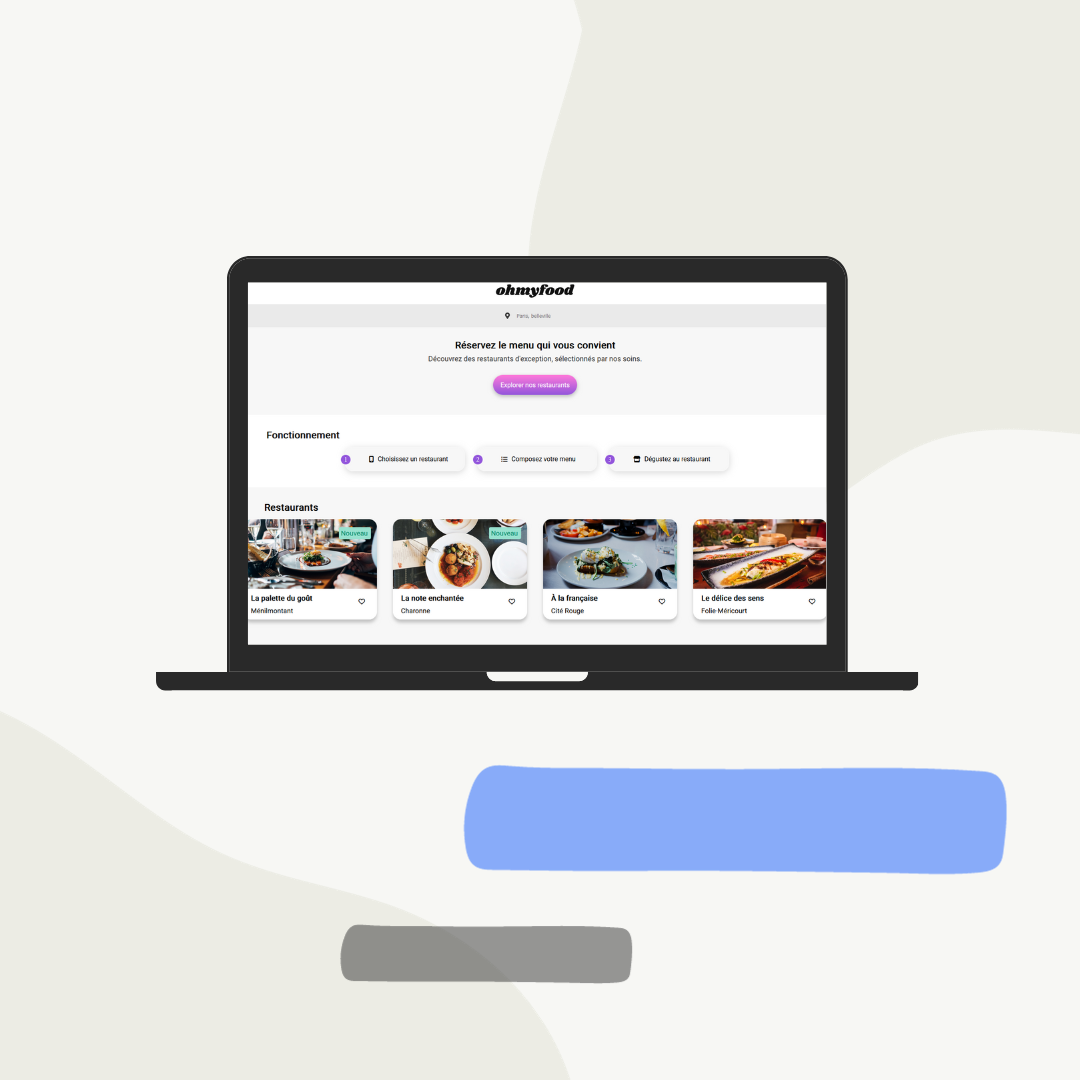 ohmyfood
Paris, belleville
Réservez le menu qui vous convient
Découvrez des restaurants d'exception, sélectionnés par nos soins.
Explorer nos restaurants
Fonctionnement
1 Choisissez un restaurant
2 Composez votre menu
3 Dégustez au restaurant
Restaurants
Nouveau
Nouveau
La palette du goût
Ménilmontant
La note enchantée
Charonne
À la française
Cité Rouge
Le délice des sens
Folie-Méricourt